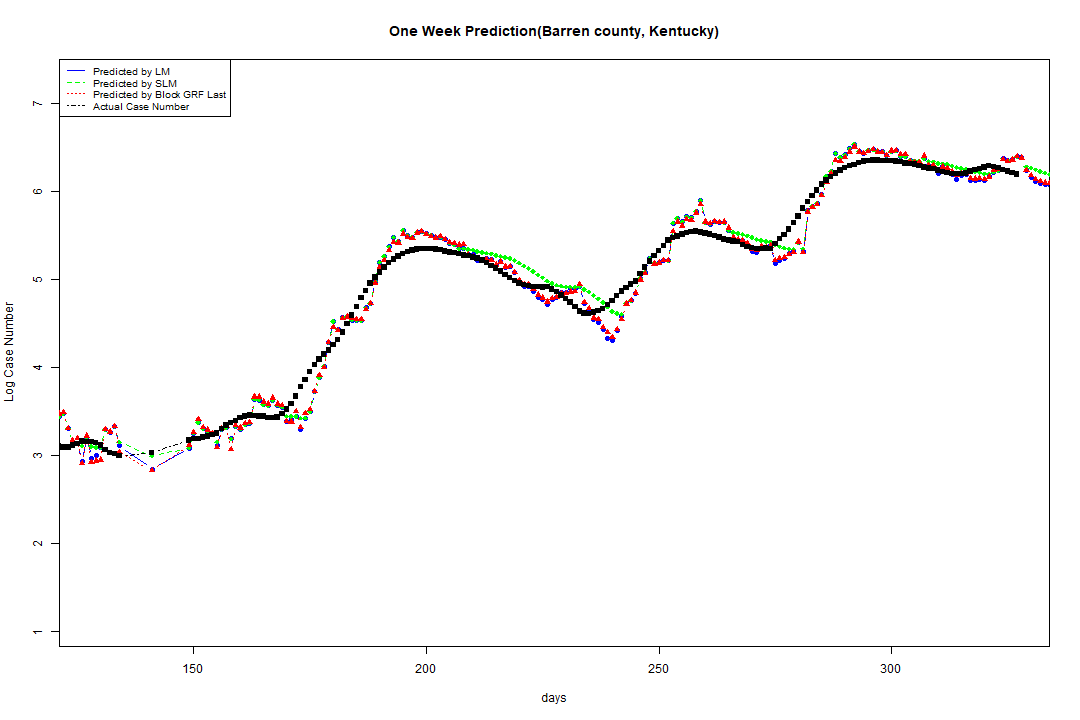 One Week Prediction(Barren county, Kentucky)
Predicted by LM
Predicted by SLM
Predicted by Block GRF Last
Actual Case Number
7
6
5
4
3
2
1
Log Case Number
150 200 250 300
days